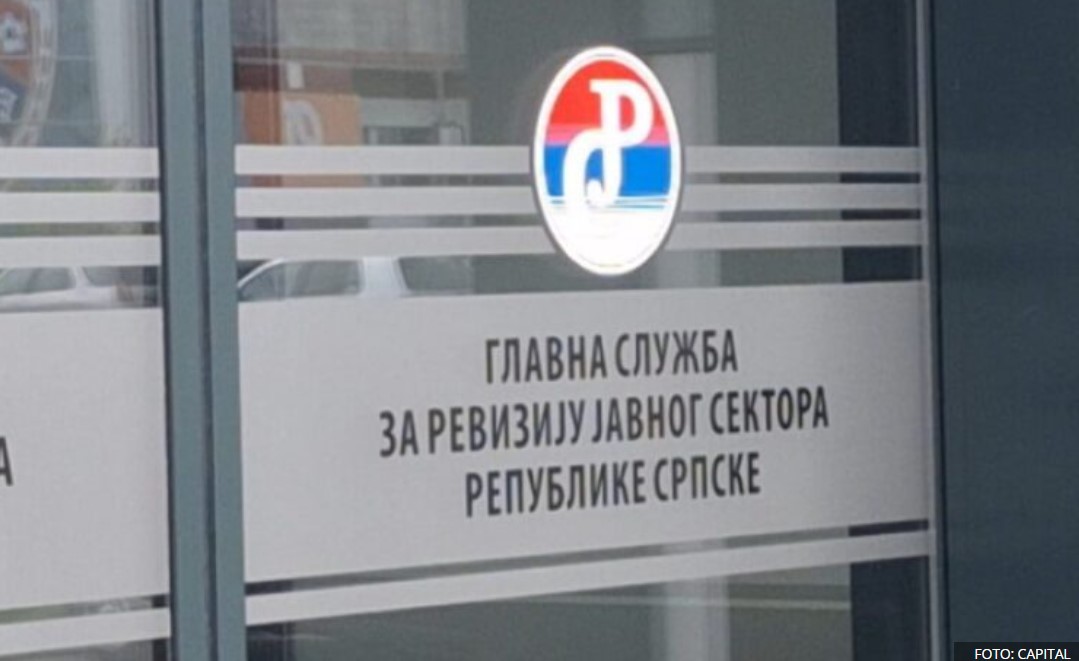 ГЛАВНА СЛУЖБА
ЗА РЕВИЗИЈУ ЈАВНОГ СЕКТОРА
РЕПУБЛИКЕ СРПСКЕ
А
FOTO: CAPITAL